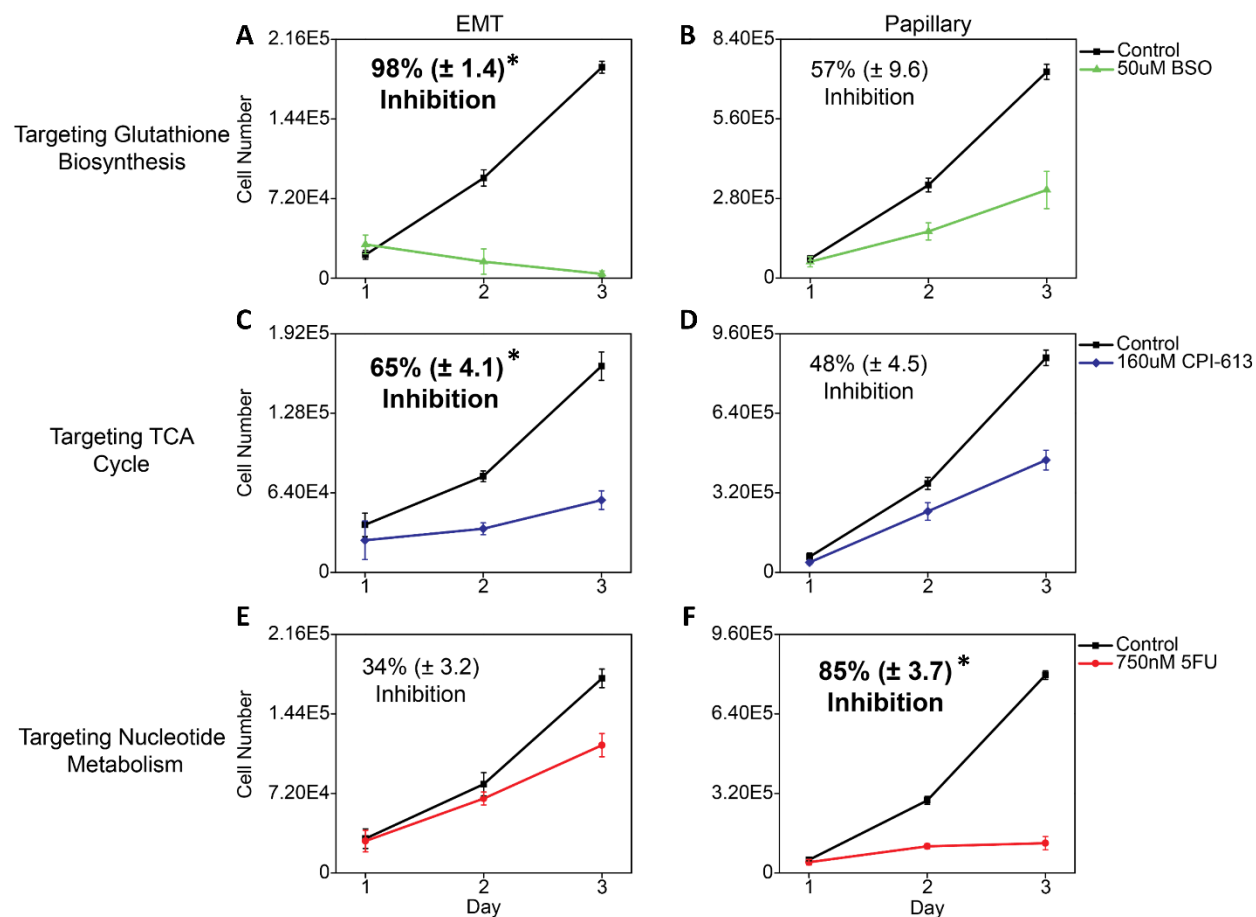 EMT
Papillary
A
2.16E5
1.44E5
7.20E4
0
Cell Number
98% (± 1.4) *
Inhibition
1 2 3
B
8.40E5
5.60E5
2.80E5
0
57% (± 9.6)
Inhibition
1 2 3
Control
50uM BSO
Targeting Glutathione
Biosynthesis
C
1.92E5
1.28E5
6.40E4
0
Cell Number
65% (± 4.1) *
Inhibition
1 2 3
D
9.60E5
6.40E5
3.20E5
0
48% (± 4.5)
Inhibition
1 2 3
Control
160uM CPI-613
Targeting TCA
Cycle
E
2.16E5
1.44E5
7.20E4
0
Cell Number
34% (± 3.2)
Inhibition
1 2 3
Day
F
9.60E5
6.40E5
3.20E5
0
85% (± 3.7) *
Inhibition
1 2 3
Day
Control
750nM 5FU
Targeting Nucleotide
Metabolism